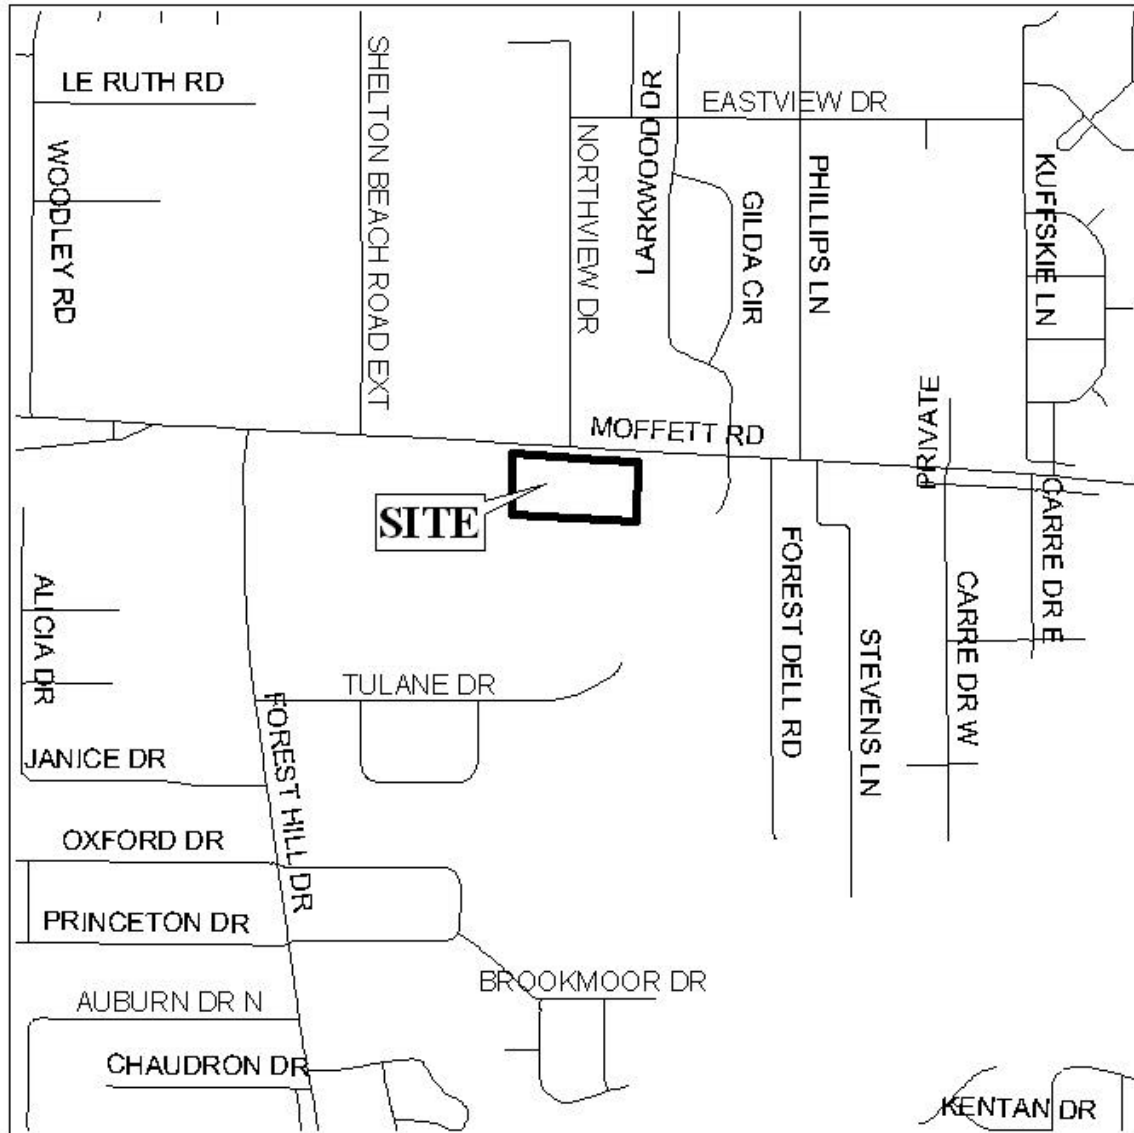 LE RUTH RD
EASTVIEW DR
SHELTON BEACH ROAD EXT
LARKWOOD DR
NORTHVIEW DR
WOODLEY RD
PHILLIPS LN
KUFFSKIE LN
GILDA CIR
PRIVATE
MOFFETT RD
SITE
CARRE DR E
FOREST DELL RD
ALICIA DR
CARRE DR W
STEVENS LN
TULANE DR
FOREST HILL DR
JANICE DR
OXFORD DR
PRINCETON DR
BROOKMOOR DR
AUBURN DR N
CHAUDRON DR
KENTAN DR